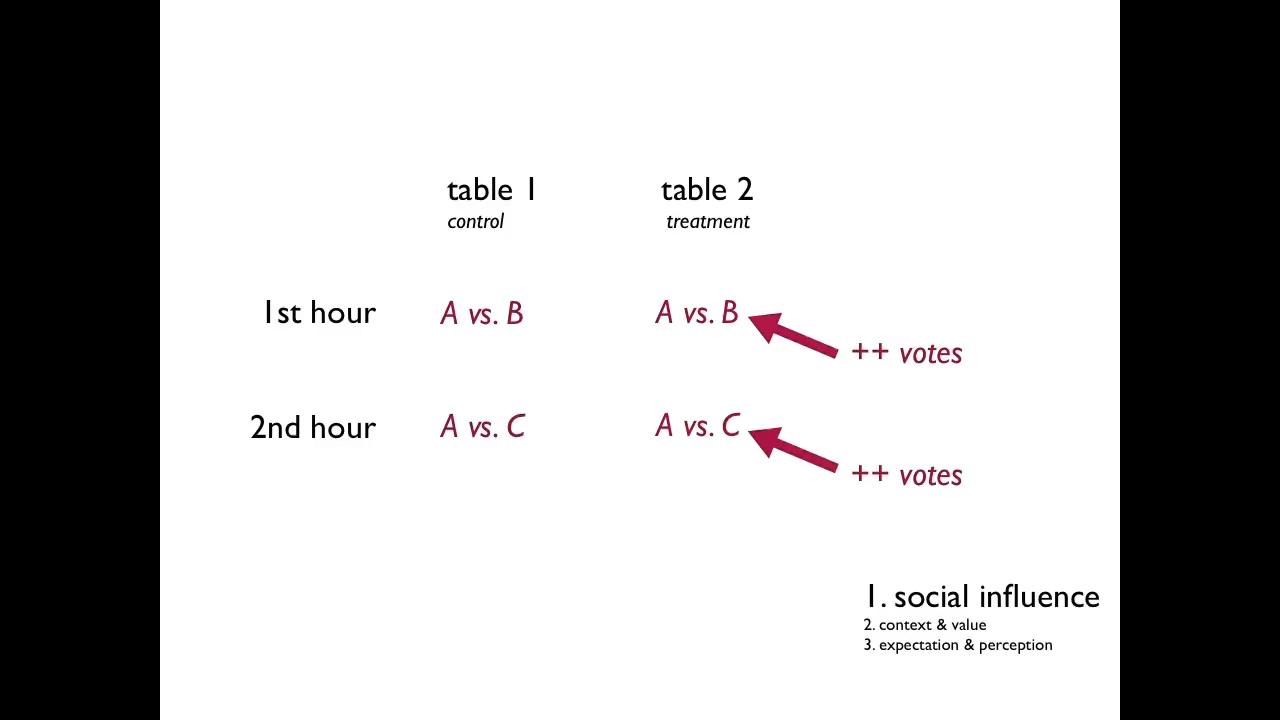 table 1 table 2
control treatment
1st hour A vs. B A vs. B
++ votes
2nd hour A vs. C A vs. C
++ votes
1. social influence
2. context & value
3. expectation & perception